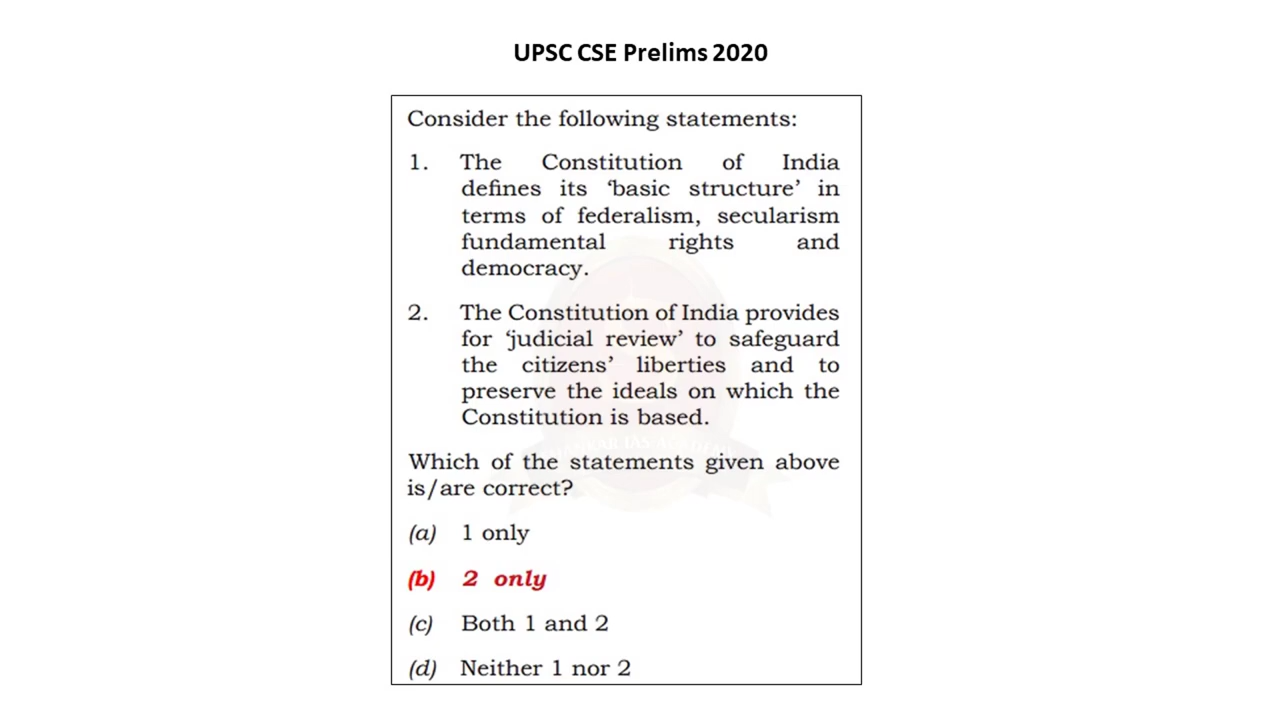 UPSC CSE Prelims 2020
Consider the following statements:
1. The Constitution of India
defines its ‘basic structure’ in
terms of federalism, secularism
fundamental rights and
democracy.
2. The Constitution of India provides
for ‘judicial review’ to safeguard
the citizens’ liberties and to
preserve the ideals on which the
Constitution is based.
Which of the statements given above
is/are correct?
(a) 1 only
(b) 2 only
(c) Both 1 and 2
(d) Neither 1 nor 2